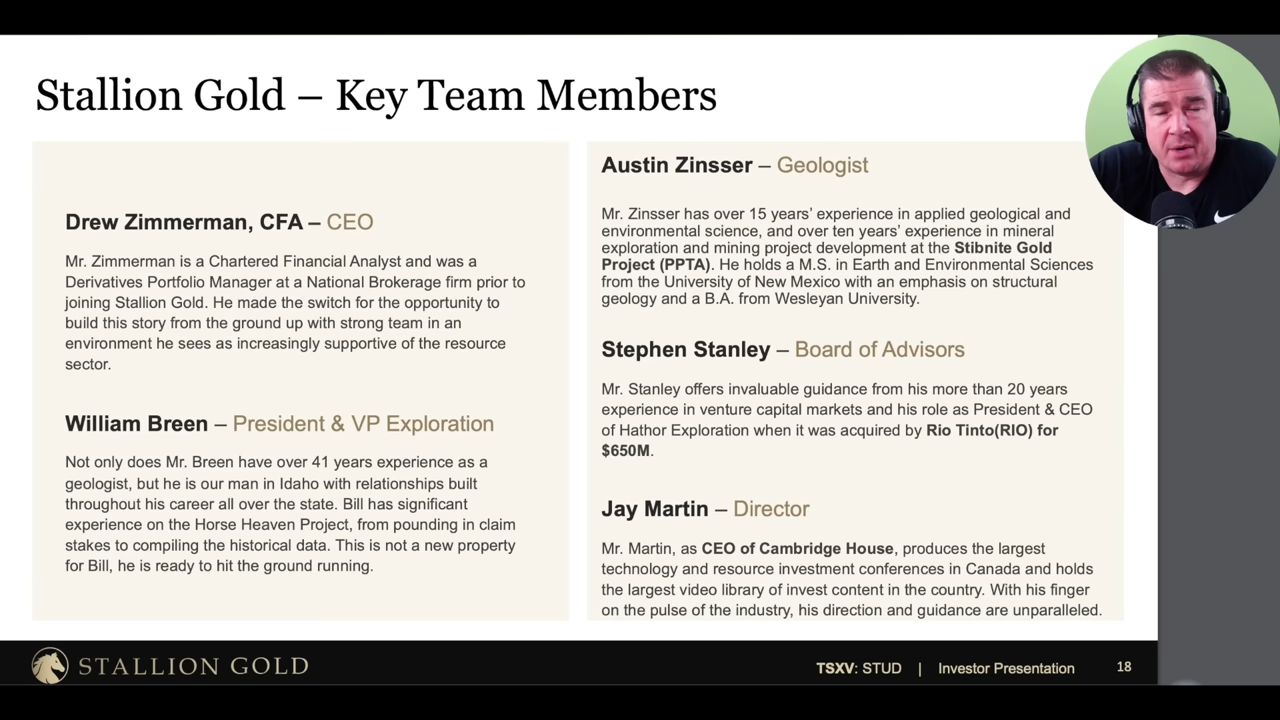 Stallion Gold – Key Team Members
Drew Zimmerman, CFA – CEO
Mr. Zimmerman is a Chartered Financial Analyst and was a
Derivatives Portfolio Manager at a National Brokerage firm prior to
joining Stallion Gold. He made the switch for the opportunity to
build this story from the ground up with strong team in an
environment he sees as increasingly supportive of the resource
sector.
William Breen – President & VP Exploration
Not only does Mr. Breen have over 41 years experience as a
geologist, but he is our man in Idaho with relationships built
throughout his career all over the state. Bill has significant
experience on the Horse Heaven Project, from pounding in claim
stakes to compiling the historical data. This is not a new property
for Bill, he is ready to hit the ground running.
Austin Zinsser – Geologist
Mr. Zinsser has over 15 years’ experience in applied geological and
environmental science, and over ten years’ experience in mineral
exploration and mining project development at the Stibnite Gold
Project (PPTA). He holds a M.S. in Earth and Environmental Sciences
from the University of New Mexico with an emphasis on structural
geology and a B.A. from Wesleyan University.
Stephen Stanley – Board of Advisors
Mr. Stanley offers invaluable guidance from his more than 20 years
experience in venture capital markets and his role as President & CEO
of Hathor Exploration when it was acquired by Rio Tinto(RIO) for
$650M.
Jay Martin – Director
Mr. Martin, as CEO of Cambridge House, produces the largest
technology and resource investment conferences in Canada and holds
the largest video library of invest content in the country. With his finger
on the pulse of the industry, his direction and guidance are unparalleled.
STALLION GOLD
TSXV: STUD | Investor Presentation 18